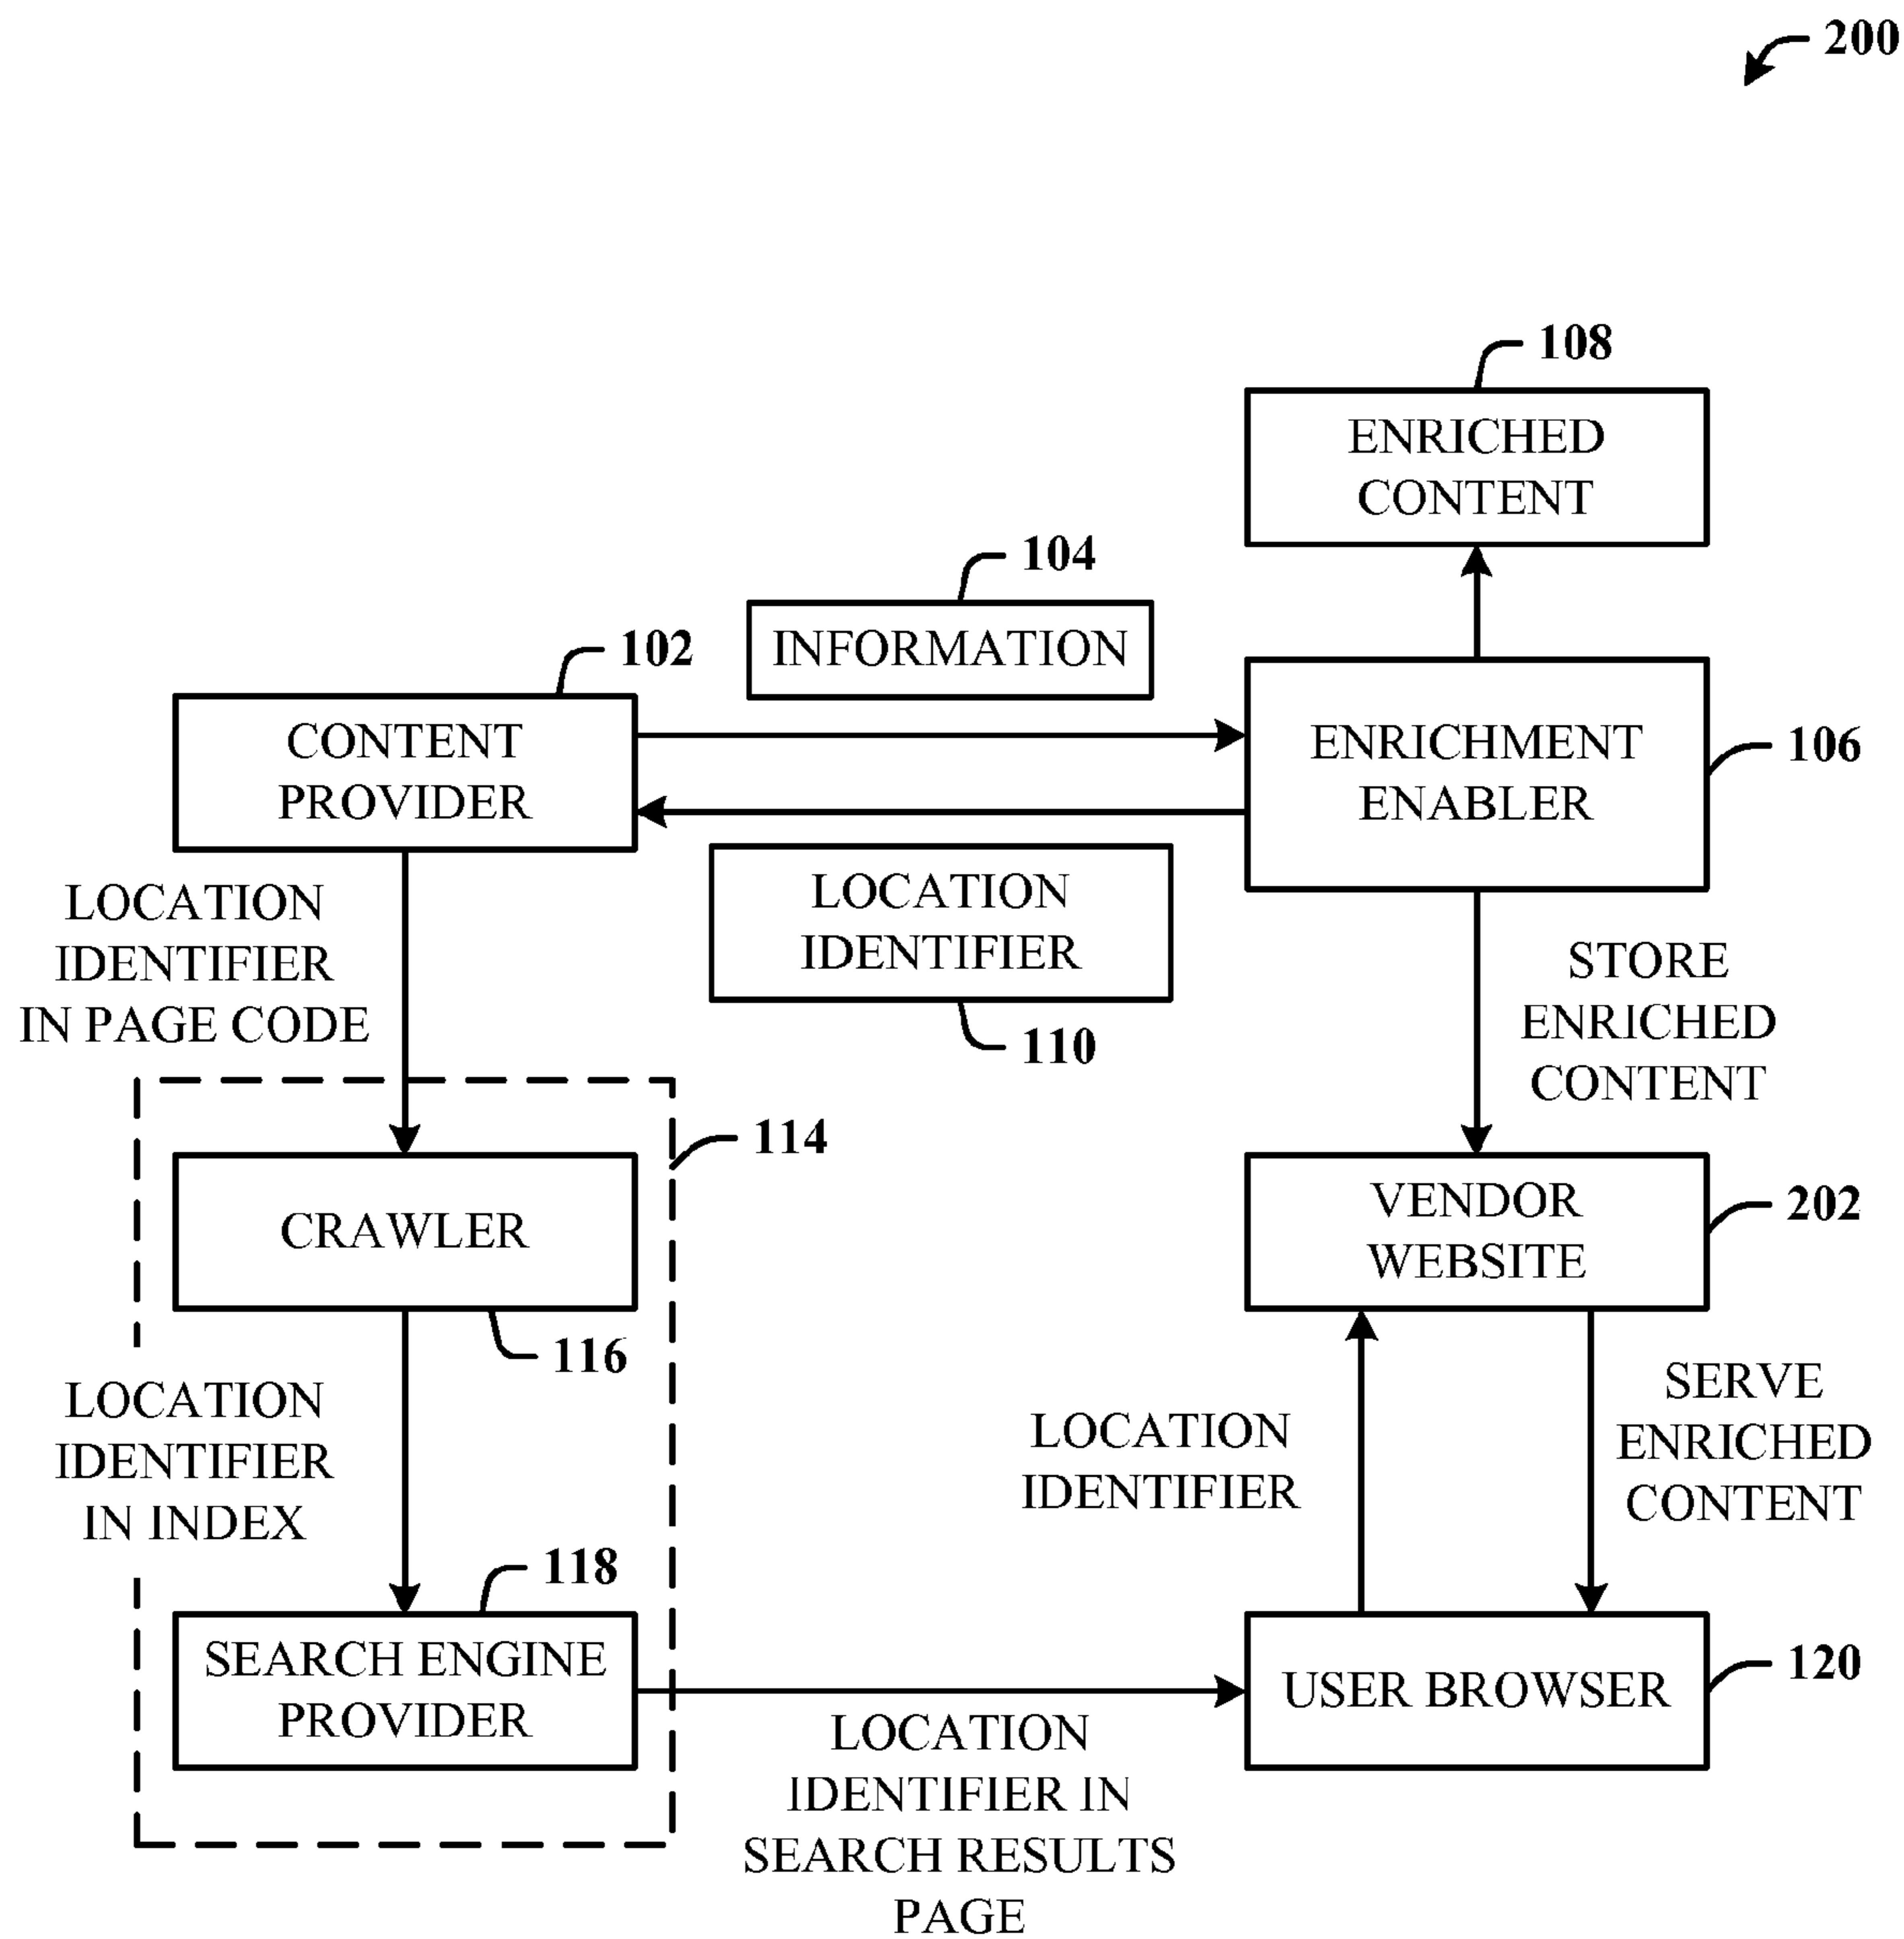 200
108
ENRICHED
CONTENT
104
INFORMATION
102
CONTENT
PROVIDER
ENRICHMENT
ENABLER
106
LOCATION
IDENTIFIER
110
LOCATION
IDENTIFIER
IN PAGE CODE
STORE
ENRICHED
CONTENT
114
CRAWLER
116
VENDOR
WEBSITE
202
LOCATION
IDENTIFIER
IN INDEX
LOCATION
IDENTIFIER
SERVE
ENRICHED
CONTENT
118
SEARCH ENGINE
PROVIDER
USER BROWSER
120
LOCATION
IDENTIFIER IN
SEARCH RESULTS
PAGE